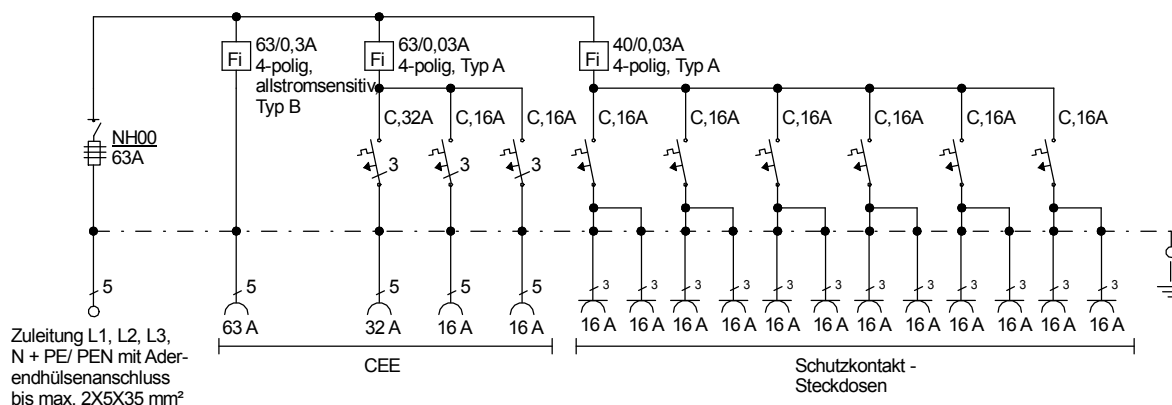 63/0,3A
4-polig,
allstromsensitiv,
Typ B
63/0,03A
4-polig, Typ A
40/0,03A
4-polig, Typ A
Fi
Fi
Fi
C,32A
C,16A
C,16A
C,16A
C,16A
C,16A
C,16A
C,16A
C,16A
NH00
63A
3
3
3
5
5
5
5
5
3
3
3
3
3
3
3
3
3
3
3
3
63 A
32 A
16 A
16 A
16 A
16 A
16 A
16 A
16 A
16 A
16 A
16 A
16 A
16 A
16 A
16 A
Zuleitung L1, L2, L3,
N + PE/ PEN mit Ader-
endhülsenanschluss
bis max. 2X5X35 mm²
CEE
Schutzkontakt -
Steckdosen